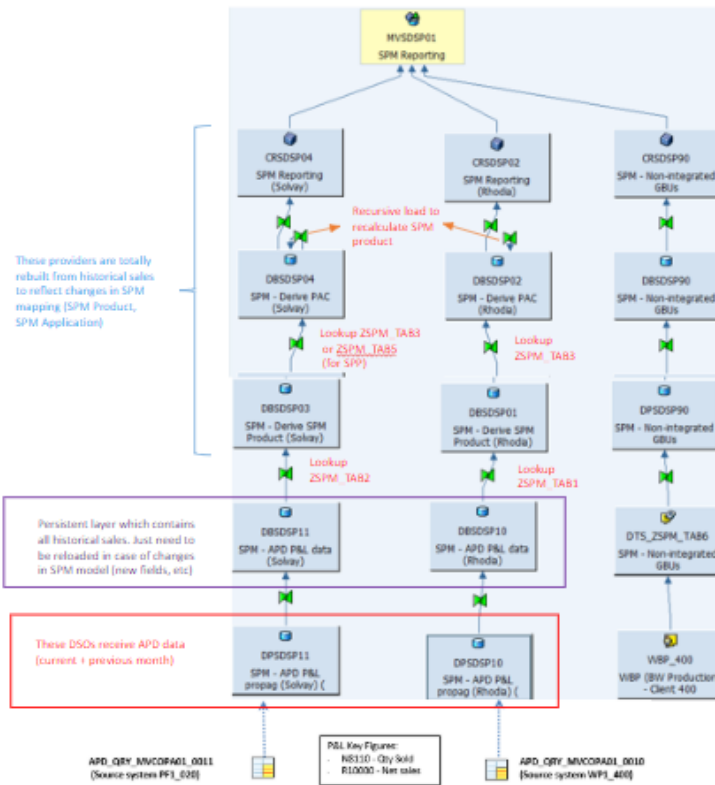 MVSDSP01
SPM Reporting
CRSDSP04
SPM Reporting
(Solvay)
CRSDSP02
SPM Reporting
(Rhodia)
CRSDSP90
SPM - Non-integrated
GBUs
Recursive load to
recalculate SPM
product
These providers are totally
rebuilt from historical sales
to reflect changes in SPM
mapping (SPM Product,
SPM Application)
DBSDSP04
SPM - Derive PAC
(Solvay)
DBSDSP02
SPM - Derive PAC
(Rhodia)
DBSDSP90
SPM - Non-integrated
GBUs
Lookup ZSPM_TAB3
or ZSPM_TAB5
(for SPP)
Lookup
ZSPM_TAB3
DBSDSP03
SPM - Derive SPM
Product (Solvay)
DBSDSP01
SPM - Derive SPM
Product (Rhodia)
DPSDSP90
SPM - Non-integrated
GBUs
Lookup
ZSPM_TAB2
Lookup
ZSPM_TAB1
Persistent layer which contains
all historical sales. Just need to
be reloaded in case of changes
in SPM model (new fields, etc)
DBSDSP11
SPM - APD P&L data
(Solvay)
DBSDSP10
SPM - APD P&L data
(Rhodia)
DTS_ZSPM_TAB6
SPM - Non-integrated
GBUs
These DSOs receive APD data
(current + previous month)
DPSDSP11
SPM - APD P&L
propag (Solvay) (
DPSDSP10
SPM - APD P&L
propag (Rhodia) (
WBP_400
WBP (BW Production
- Client 400
APD_QRY_MVCOPA01_0011
(Source system PF1_020)
P&L Key Figures:
- N8110 - Qty Sold
- R10000 - Net sales
APD_QRY_MVCOPA01_0010
(Source system WP1_400)